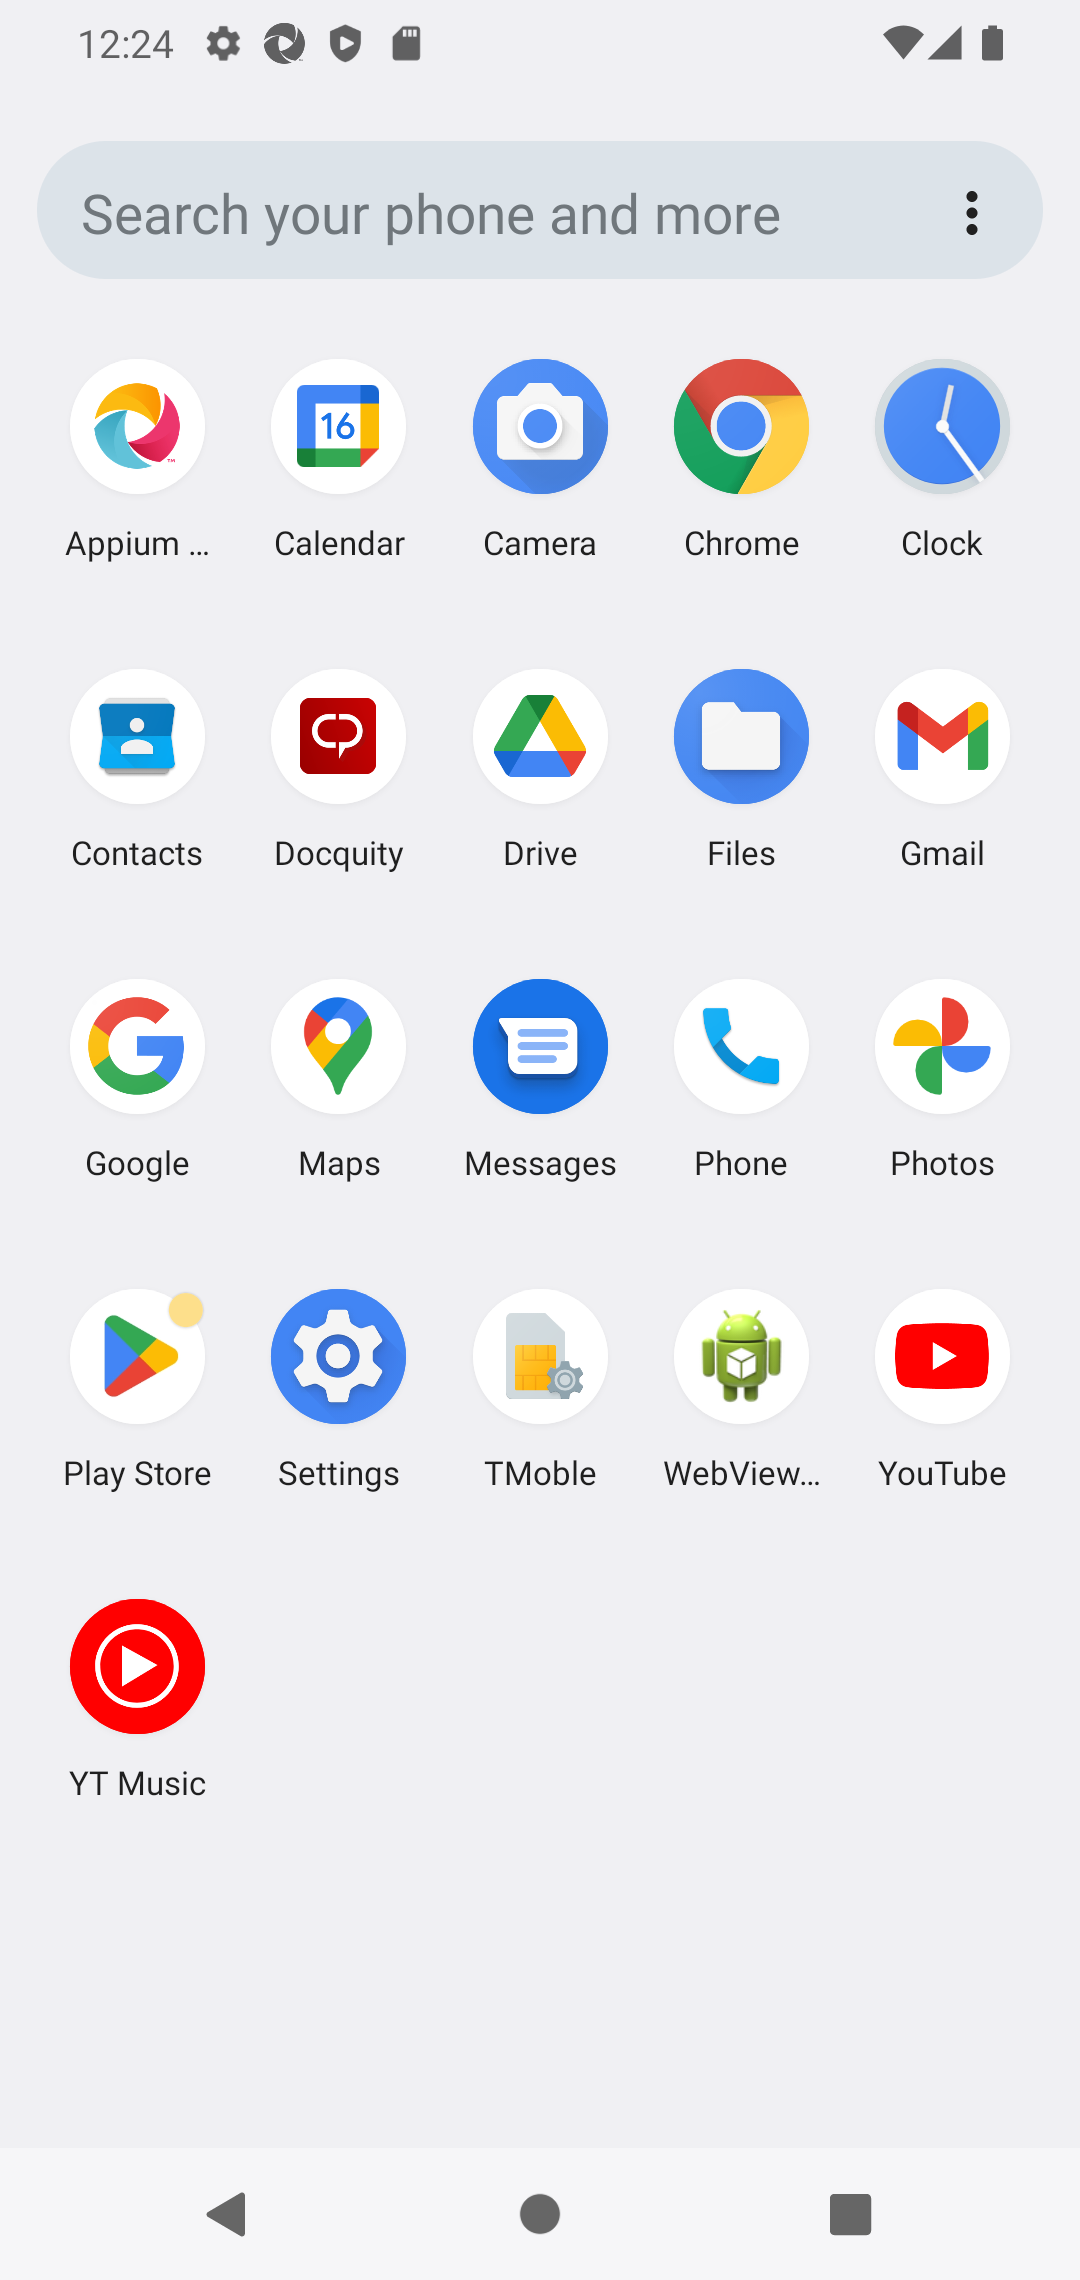 12:24
Search your phone and more
Appium ...
Calendar
Camera
Chrome
Clock
Contacts
Docquity
Drive
Files
Gmail
Google
Maps
Messages
Phone
Photos
Play Store
Settings
TMoble
WebView...
YouTube
YT Music
16